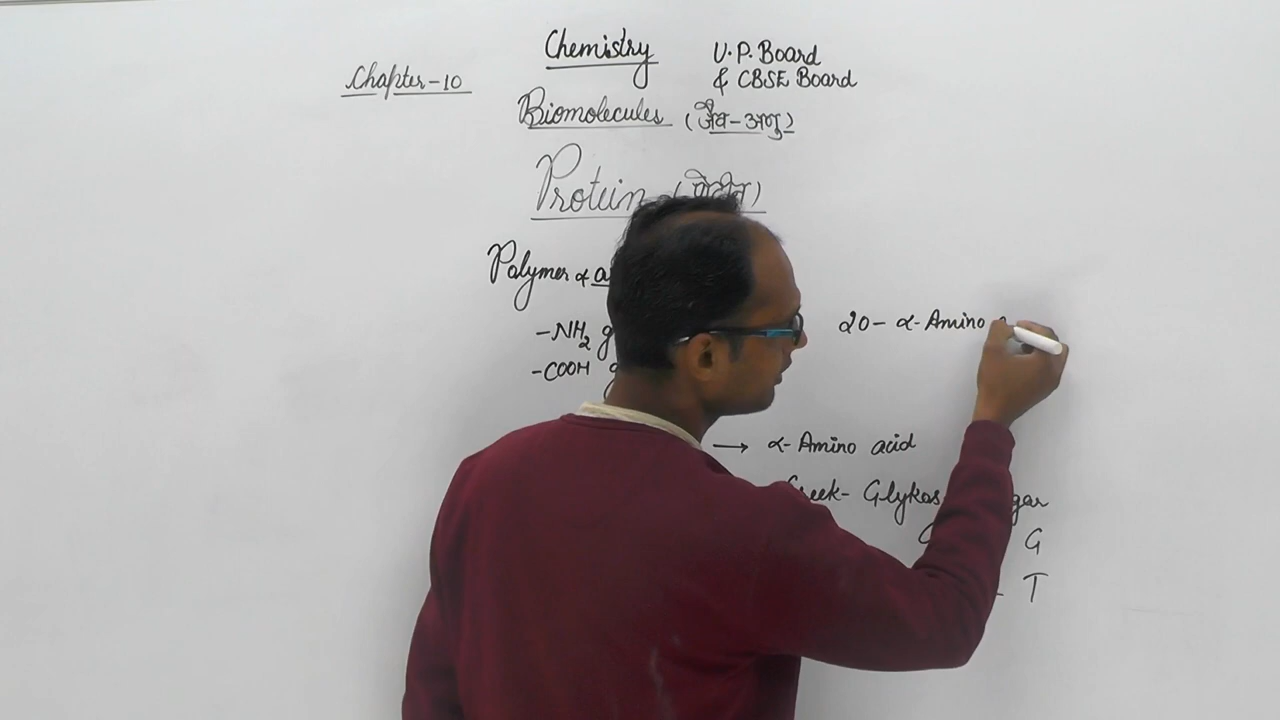 Chapter-10
Chemistry
U.P. Board
& CBSE Board
Biomolecules (जैव-अणु)
Protein (प्रोटीन)
Polymer of
-NH₂
-COOH
20- α-Amino
→ α-Amino acid
Greek- Glykos
G
T